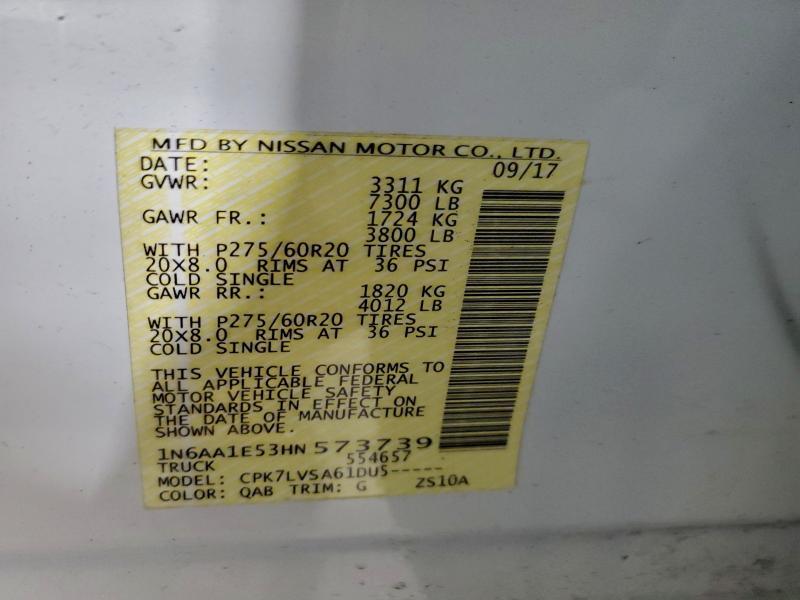 MFD BY NISSAN MOTOR CO., LTD.
DATE: 09/17
GVWR: 3311 KG
7300 LB
GAWR FR.: 1724 KG
3800 LB
WITH P275/60R20 TIRES
20X8.0 RIMS AT 36 PSI
COLD SINGLE
GAWR RR.: 1820 KG
4012 LB
WITH P275/60R20 TIRES
20X8.0 RIMS AT 36 PSI
COLD SINGLE
THIS VEHICLE CONFORMS TO
ALL APPLICABLE FEDERAL
MOTOR VEHICLE SAFETY
STANDARDS IN EFFECT ON
THE DATE OF MANUFACTURE
SHOWN ABOVE.
1N6AA1E53HN573739
TRUCK 554657
MODEL: CPK7LVSA61DUS-----
COLOR: QAB TRIM: G ZS10A